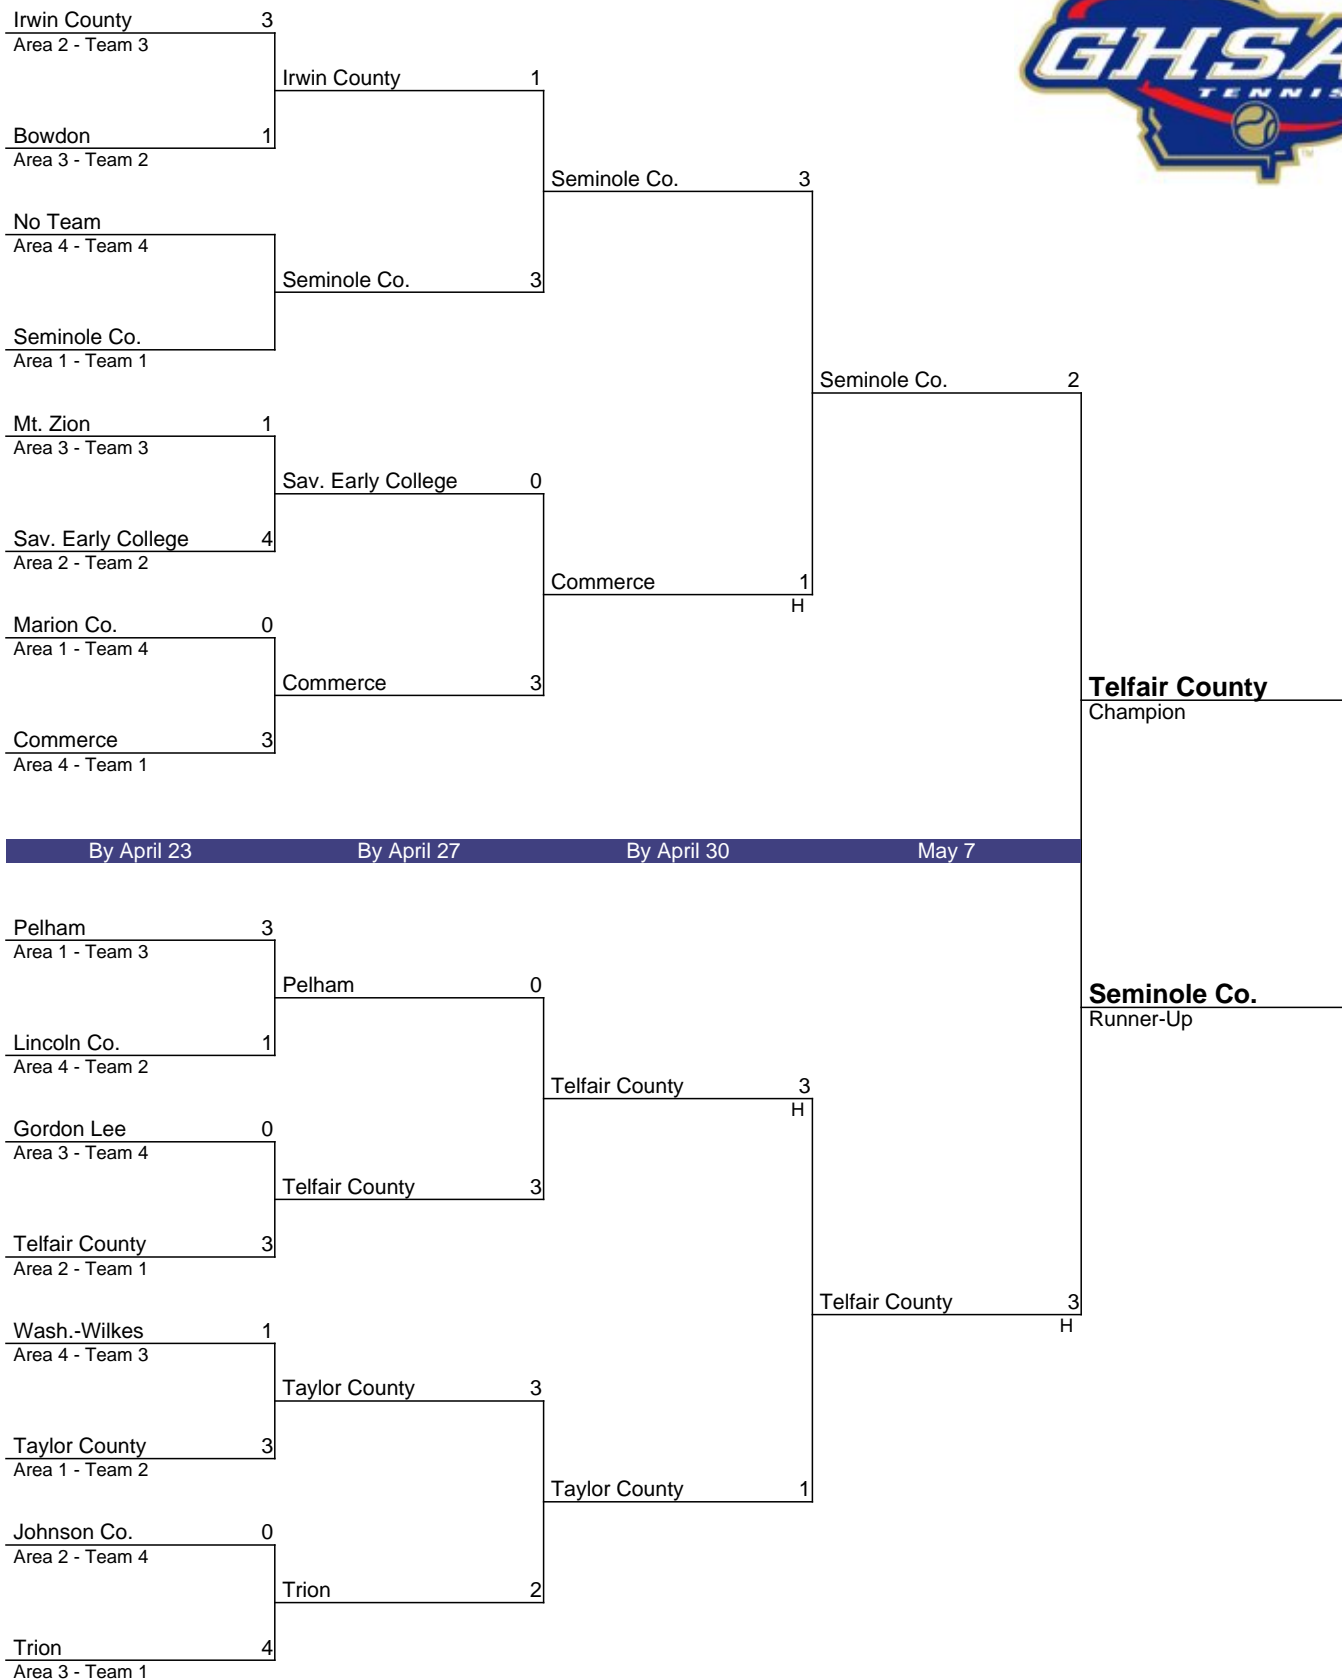 Irwin County 3
Area 2 - Team 3
Irwin County 1
Bowdon 1
Area 3 - Team 2
Seminole Co. 3
No Team
Area 4 - Team 4
Seminole Co. 3
Seminole Co.
Area 1 - Team 1
Seminole Co. 2
Mt. Zion 1
Area 3 - Team 3
Sav. Early College 0
Sav. Early College 4
Area 2 - Team 2
Commerce 1
H
Marion Co. 0
Area 1 - Team 4
Commerce 3
Commerce 3
Area 4 - Team 1
GHSA
TENNIS
TM
Telfair County
Champion
By April 23 By April 27 By April 30 May 7
Pelham 3
Area 1 - Team 3
Pelham 0
Lincoln Co. 1
Area 4 - Team 2
Telfair County 3
H
Gordon Lee 0
Area 3 - Team 4
Telfair County 3
Telfair County 3
Area 2 - Team 1
Telfair County 3
H
Wash.-Wilkes 1
Area 4 - Team 3
Taylor County 3
Taylor County 3
Area 1 - Team 2
Taylor County 1
Johnson Co. 0
Area 2 - Team 4
Trion 2
Trion 4
Area 3 - Team 1
Seminole Co.
Runner-Up